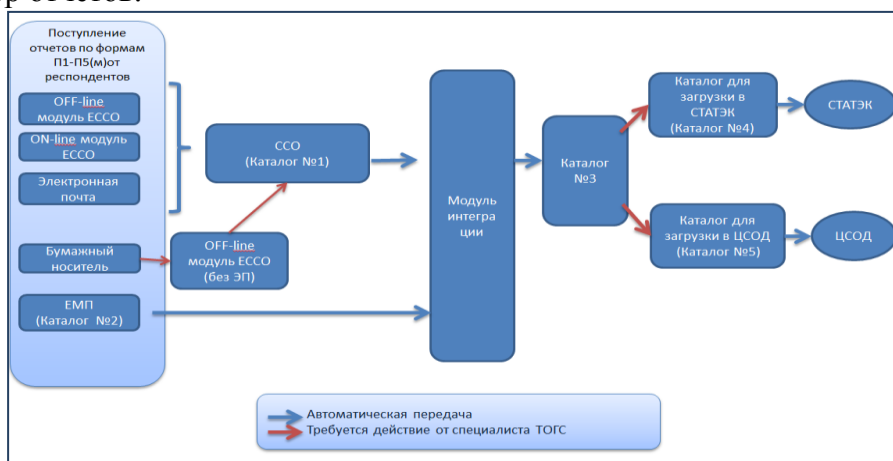 Поступление
отчетов по формам
П1-П5(м)от
респондентов
OFF-line
модуль ЕССО
ON-line модуль
ЕССО
Электронная
почта
Бумажный
носитель
ЕМП
(Каталог №2)
ССО
(Каталог №1)
OFF-line
модуль ЕССО
(без ЭП)
Модуль
интегра
ции
Каталог
№3
Каталог для
загрузки в
СТАТЭК
(Каталог №4)
СТАТЭК
Каталог для
загрузки в ЦСОД
(Каталог №5)
ЦСОД
Автоматическая передача
Требуется действие от специалиста ТОГС